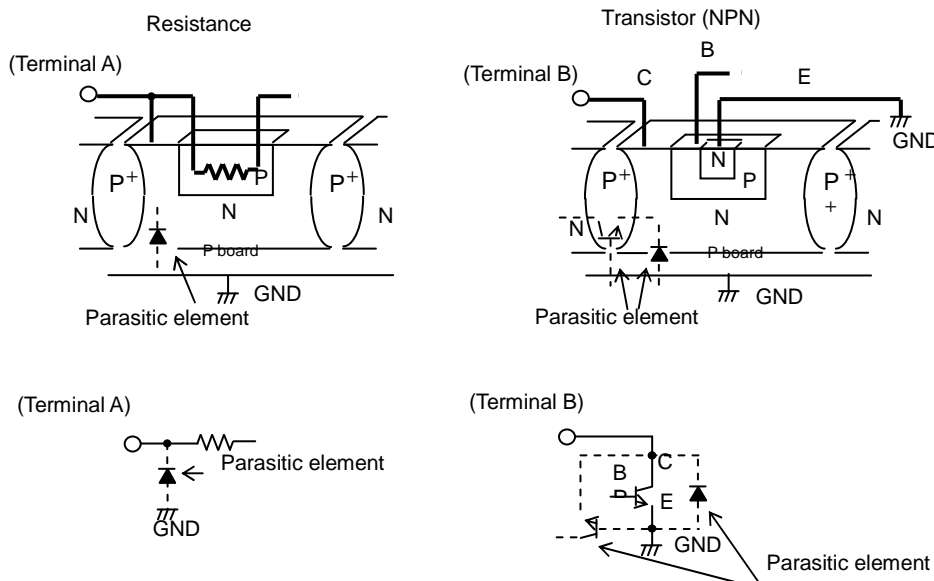 Resistance
(Terminal A)
P+
P
P+
N
N
N
P board
GND
Parasitic element
Transistor (NPN)
(Terminal B)
C
B
E
GND
P+
N
P
P+
+
N
N
N
P board
GND
Parasitic element
(Terminal A)
Parasitic element
GND
(Terminal B)
B
C
P
E
GND
Parasitic element